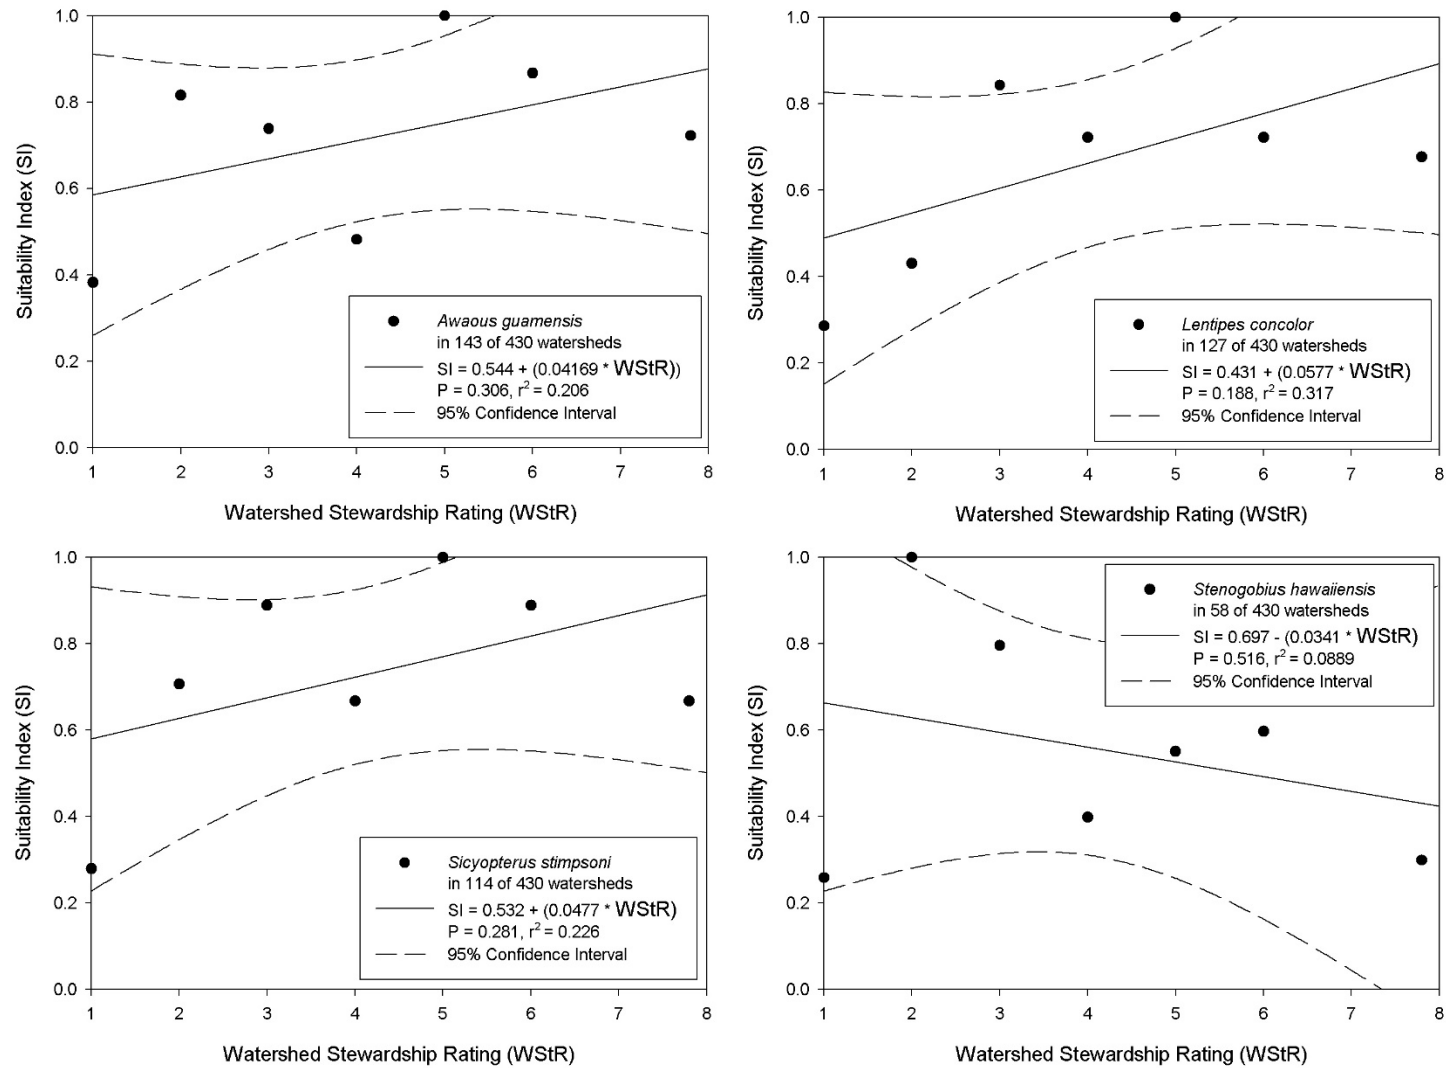 1.0
0.8
0.6
0.4
0.2
0.0
Suitability Index (SI)
Awaous guamensis
in 143 of 430 watersheds
SI = 0.544 + (0.04169 * WStR))
P = 0.306, r² = 0.206
95% Confidence Interval
1 2 3 4 5 6 7 8
Watershed Stewardship Rating (WStR)
1.0
0.8
0.6
0.4
0.2
0.0
Suitability Index (SI)
Lentipes concolor
in 127 of 430 watersheds
SI = 0.431 + (0.0577 * WStR)
P = 0.188, r² = 0.317
95% Confidence Interval
1 2 3 4 5 6 7 8
Watershed Stewardship Rating (WStR)
1.0
0.8
0.6
0.4
0.2
0.0
Suitability Index (SI)
Sicyopterus stimpsoni
in 114 of 430 watersheds
SI = 0.532 + (0.0477 * WStR)
P = 0.281, r² = 0.226
95% Confidence Interval
1 2 3 4 5 6 7 8
Watershed Stewardship Rating (WStR)
1.0
0.8
0.6
0.4
0.2
0.0
Suitability Index (SI)
Stenogobius hawaiiensis
in 58 of 430 watersheds
SI = 0.697 - (0.0341 * WStR)
P = 0.516, r² = 0.0889
95% Confidence Interval
1 2 3 4 5 6 7 8
Watershed Stewardship Rating (WStR)